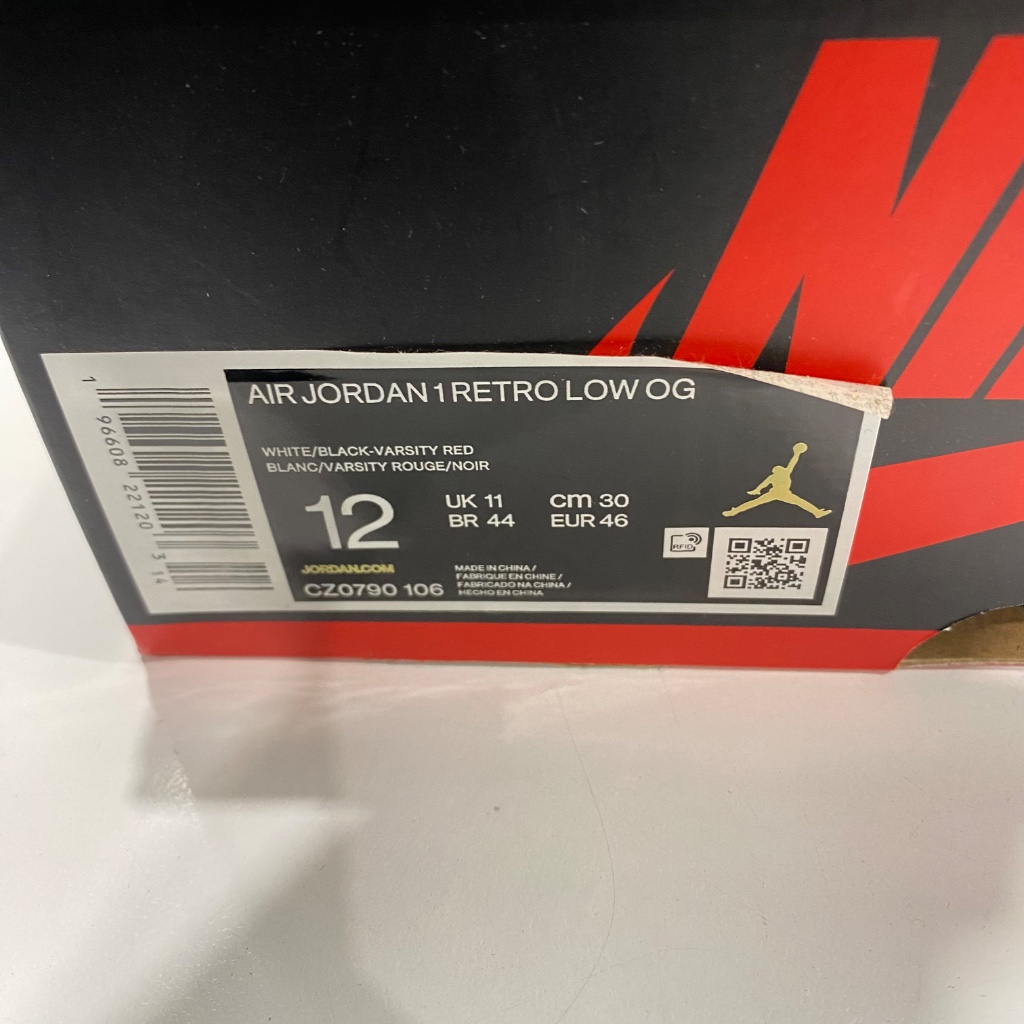 NI
AIR JORDAN 1 RETRO LOW OG
WHITE/BLACK-VARSITY RED
BLANC/VARSITY ROUGE/NOIR
12
UK 11 cm 30
BR 44 EUR 46
JORDAN.COM
CZ0790 106
MADE IN CHINA /
FABRIQUE EN CHINE /
FABRICADO NA CHINA /
HECHO EN CHINA
RFID
1 96608 22120 3 14